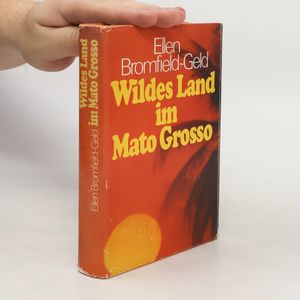 Ellen
Bromfield-Geld
Wildes Land
im
Mato Grosso
Ellen Bromfield-Geld
Wildes Land
im Mato Grosso